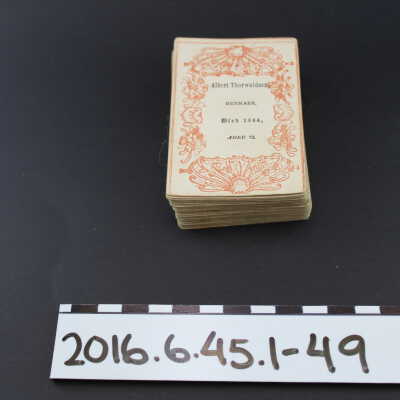 Albert Thorwaldsen,
DENMARK,
Died 1844,
AGED 72.
2016.6.45.1-49